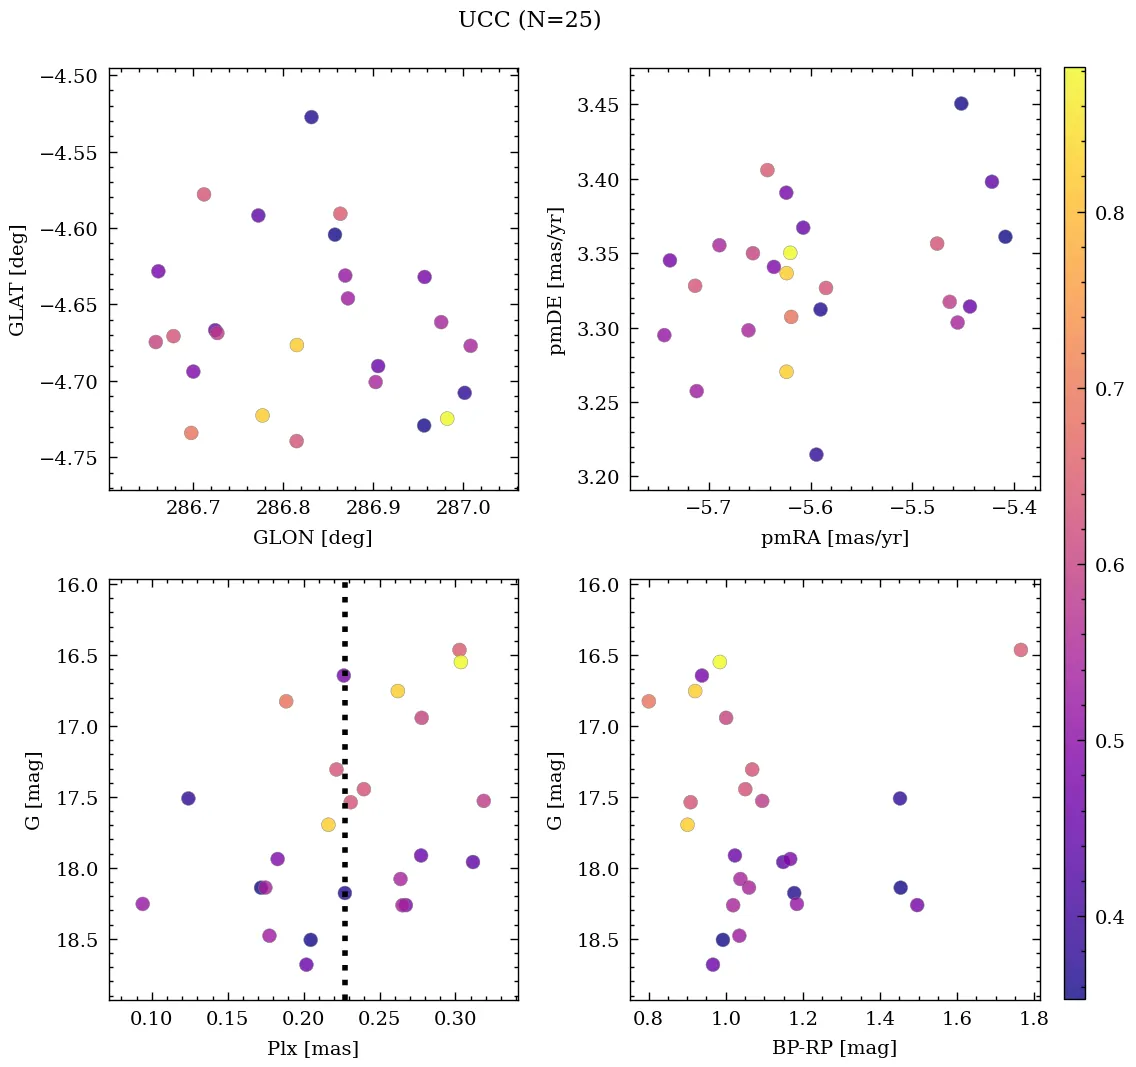 UCC (N=25)
−4.50
−4.55
−4.60
−4.65
−4.70
−4.75
GLAT [deg]
286.7 286.8 286.9 287.0
GLON [deg]
3.45
3.40
3.35
3.30
3.25
3.20
pmDE [mas/yr]
−5.7 −5.6 −5.5 −5.4
pmRA [mas/yr]
16.0
16.5
17.0
17.5
18.0
18.5
G [mag]
0.10 0.15 0.20 0.25 0.30
Plx [mas]
16.0
16.5
17.0
17.5
18.0
18.5
G [mag]
0.8 1.0 1.2 1.4 1.6 1.8
BP-RP [mag]
0.8
0.7
0.6
0.5
0.4